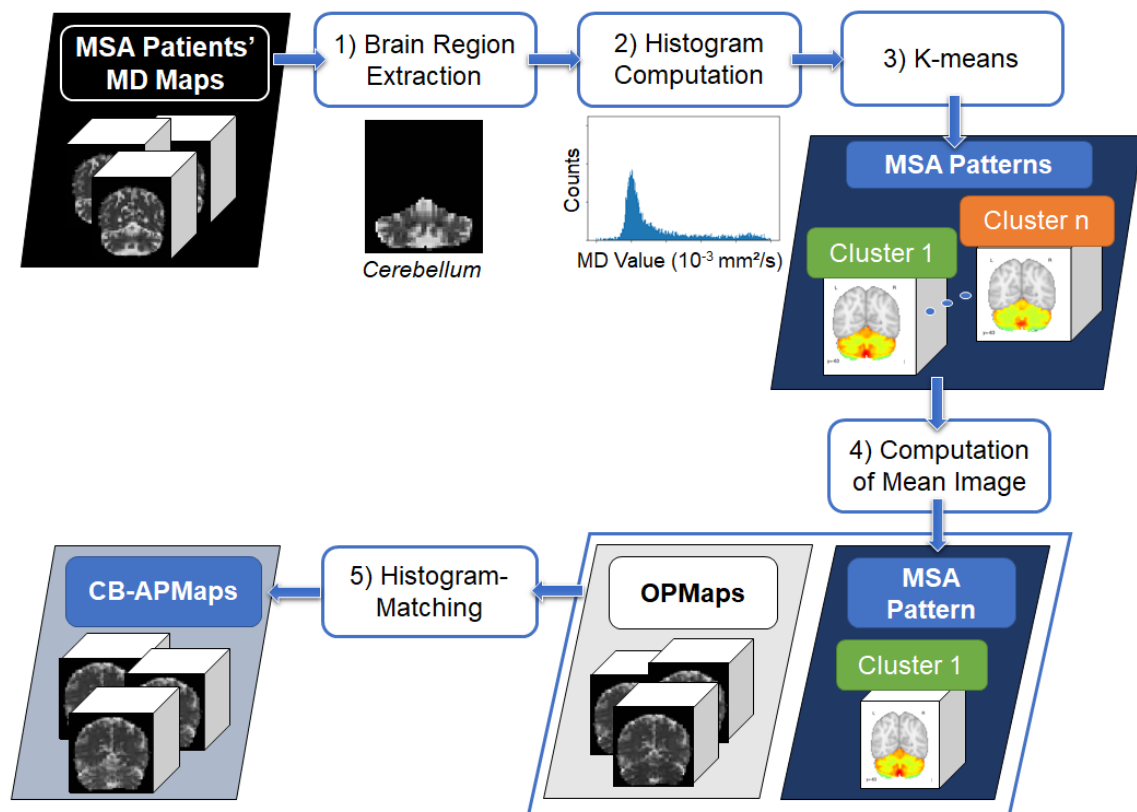 MSA Patients’
MD Maps
1) Brain Region
Extraction
2) Histogram
Computation
3) K-means
Cerebellum
Counts
MD Value (10⁻³ mm²/s)
MSA Patterns
Cluster n
Cluster 1
L R
y=-62
L R
y=-62
4) Computation
of Mean Image
CB-APMaps
5) Histogram-
Matching
OPMaps
MSA
Pattern
Cluster 1
L R